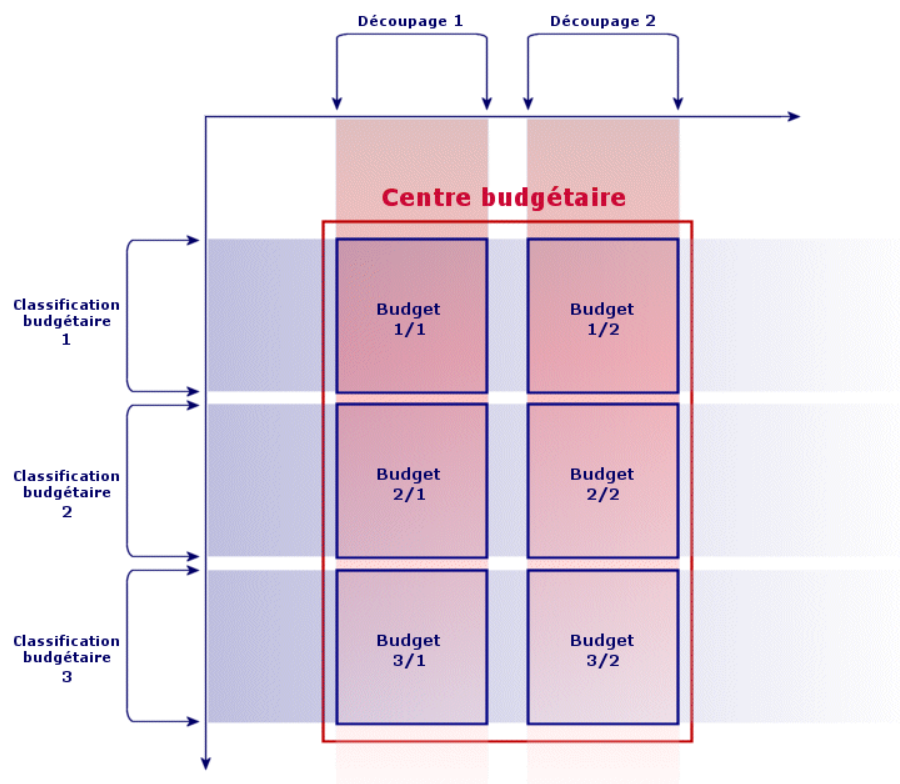 Découpage 1
Découpage 2
Centre budgétaire
Classification
budgétaire
1
Budget
1/1
Budget
1/2
Classification
budgétaire
2
Budget
2/1
Budget
2/2
Classification
budgétaire
3
Budget
3/1
Budget
3/2